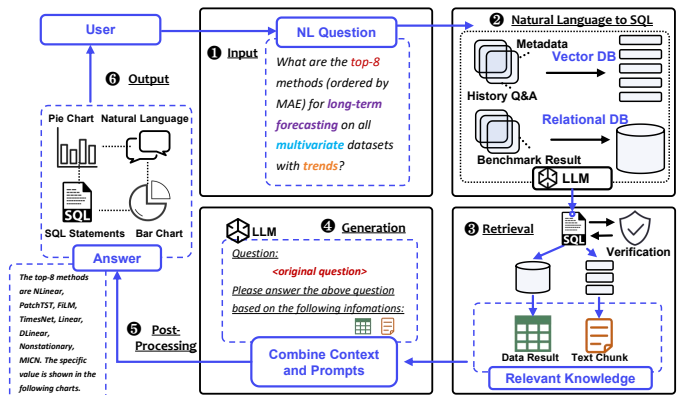 User
❻ Output
Pie Chart Natural Language
SQL
SQL Statements Bar Chart
Answer
The top-8 methods
are NLinear,
PatchTST, FiLM,
TimesNet, Linear,
DLinear,
Nonstationary,
MICN. The specific
value is shown in the
following charts.
❶ Input
NL Question
What are the top-8
methods (ordered by
MAE) for long-term
forecasting on all
multivariate datasets
with trends?
❷ Natural Language to SQL
Metadata
Vector DB
History Q&A
Relational DB
Benchmark Result
LLM
❸ Retrieval
SQL
Verification
Data Result Text Chunk
Relevant Knowledge
LLM
❹ Generation
Question:
<original question>
Please answer the above question
based on the following infomations:
Combine Context
and Prompts
❺ Post-
Processing